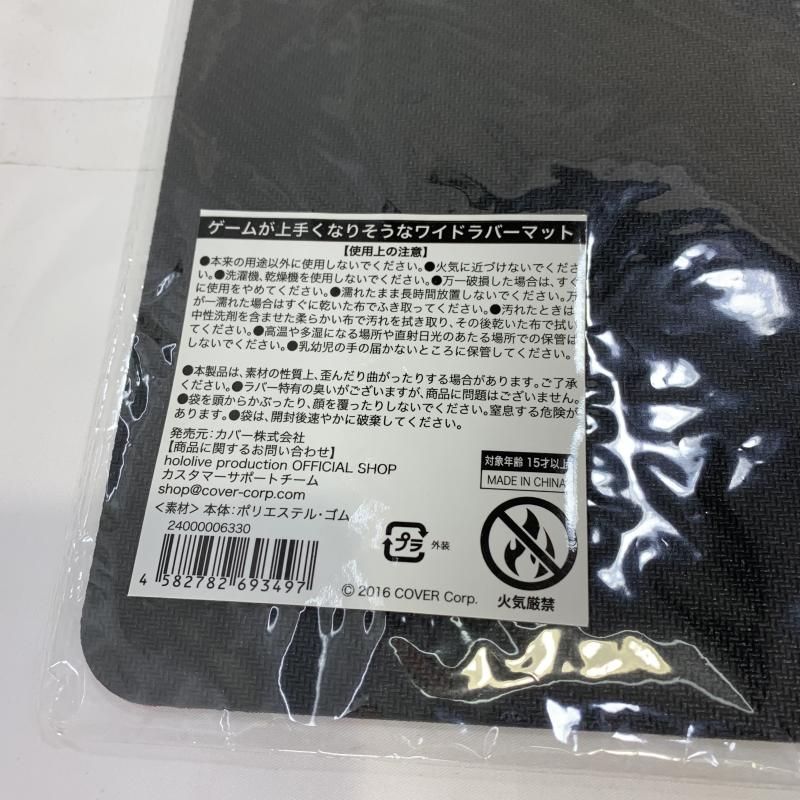 ゲームが上手くなりそうなワイドラバーマット
【使用上の注意】
●本来の用途以外に使用しないでください。●火気に近づけないでくださ
い。●洗濯機、乾燥機を使用しないでください。●万一破損した場合は、すぐ
に使用をやめてください。●濡れたまま長時間放置しないでください。万
が一濡れた場合はすぐに乾いた布でふき取ってください。●汚れたときは
中性洗剤を含ませた柔らかい布で汚れを拭き取り、その後乾いた布で拭い
てください。●高温や多湿になる場所や直射日光のあたる場所での保管は
しないでください。●乳幼児の手の届かないところに保管してください。
●本製品は、素材の性質上、歪んだり曲がったりする場合があります。ご了承
ください。●ラバー特有の臭いがございますが、商品に問題はございません。
●袋を頭からかぶったり、顔を覆ったりしないでください。窒息する危険が
あります。●袋は、開封後速やかに破棄してください。
発売元:カバー株式会社
【商品に関するお問い合わせ】
hololive production OFFICIAL SHOP
カスタマーサポートチーム
shop@cover-corp.com
＜素材＞本体:ポリエステル・ゴム
24000006330
4 582782 693497
対象年齢 15才以上
MADE IN CHINA
プラ 外装
火気厳禁
© 2016 COVER Corp.